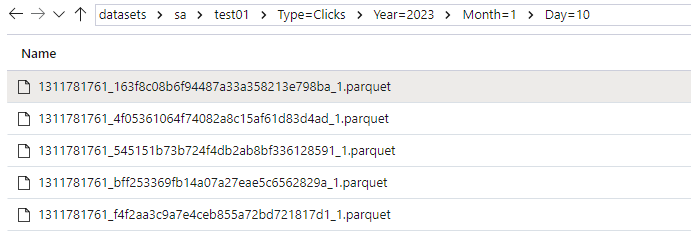 datasets > sa > test01 > Type=Clicks > Year=2023 > Month=1 > Day=10
Name
1311781761_163f8c08b6f94487a33a358213e798ba_1.parquet
1311781761_4f05361064f74082a8c15af61d83d4ad_1.parquet
1311781761_545151b73b724f4db2ab8bf336128591_1.parquet
1311781761_bff253369fb14a07a27eae5c6562829a_1.parquet
1311781761_f4f2aa3c9a7e4ceb855a72bd721817d1_1.parquet